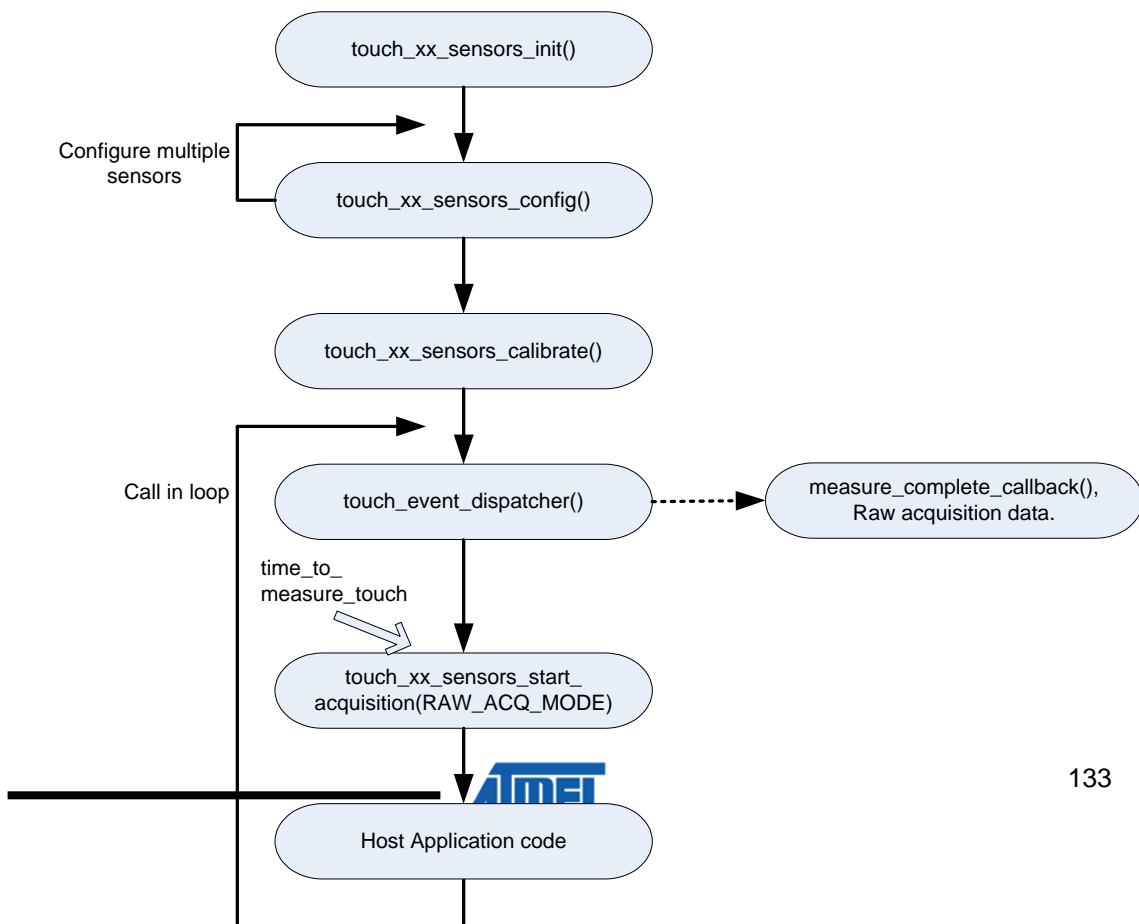 touch_xx_sensors_init()
Configure multiple
sensors
touch_xx_sensors_config()
touch_xx_sensors_calibrate()
Call in loop
touch_event_dispatcher()
measure_complete_callback(),
Raw acquisition data.
time_to_
measure_touch
touch_xx_sensors_start_
acquisition(RAW_ACQ_MODE)
ATMEL
133
Host Application code